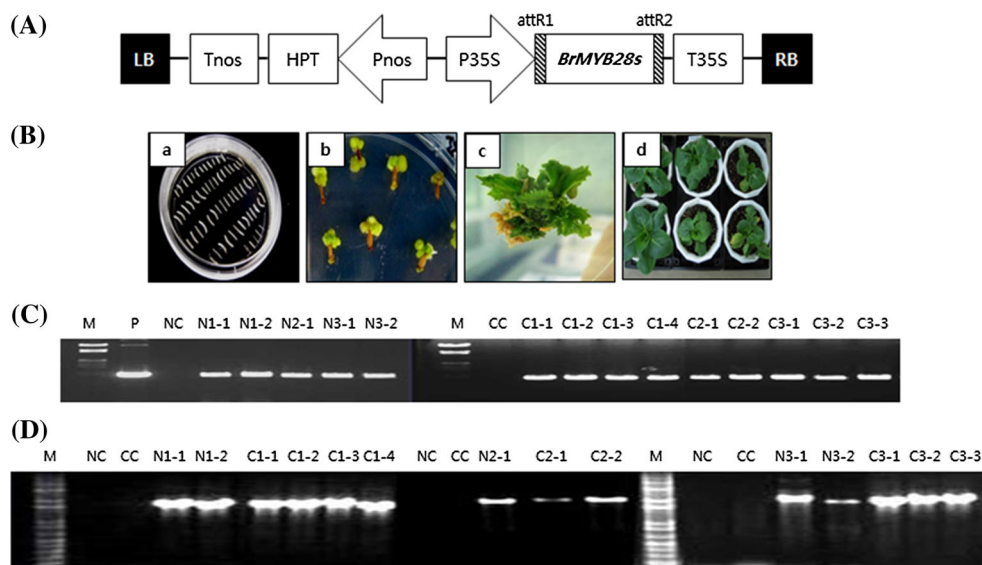 (A)
attR1 attR2
LB Tnos HPT Pnos P35S BrMYB28s T35S RB
(B)
a b c d
(C)
M P NC N1-1 N1-2 N2-1 N3-1 N3-2 M CC C1-1 C1-2 C1-3 C1-4 C2-1 C2-2 C3-1 C3-2 C3-3
(D)
M NC CC N1-1 N1-2 C1-1 C1-2 C1-3 C1-4 NC CC N2-1 C2-1 C2-2 M NC CC N3-1 N3-2 C3-1 C3-2 C3-3